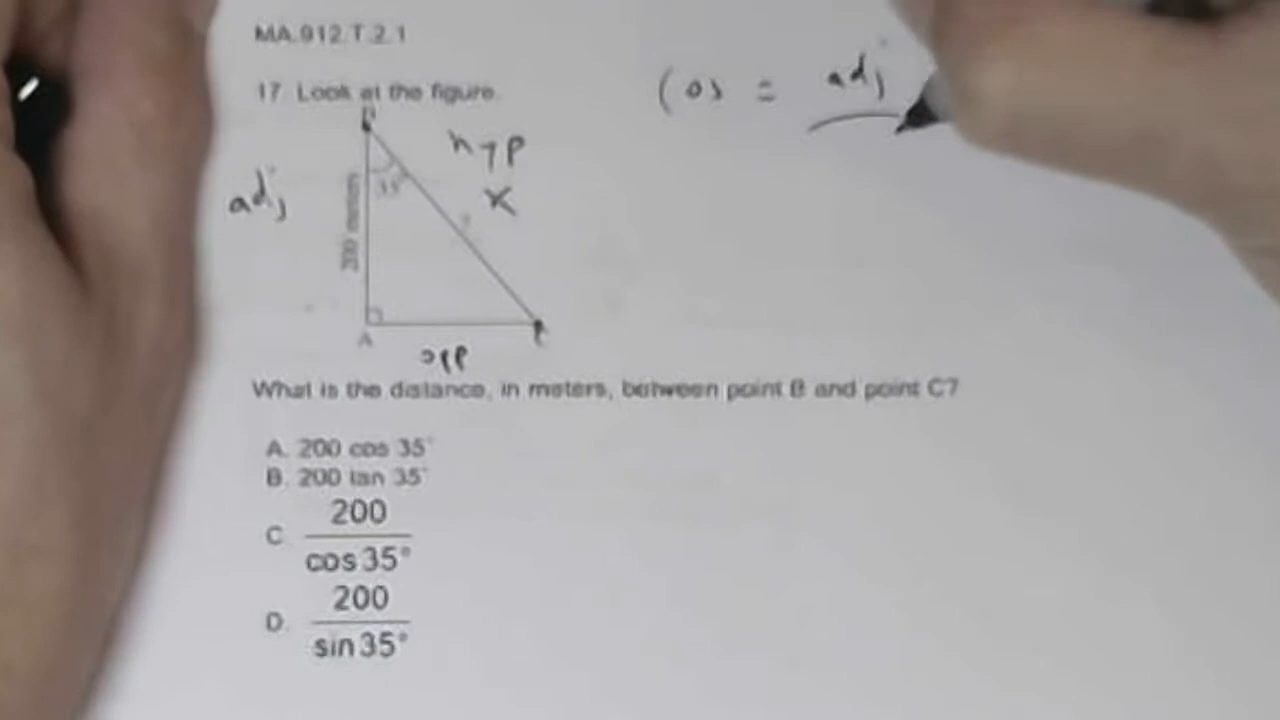 MA.912.T.2.1
17. Look at the figure.
cos = adj
hyp
x
adj
35°
200 meters
A
opp
What is the distance, in meters, between point B and point C?
A. 200 cos 35°
B. 200 tan 35°
C. 200
cos 35°
D. 200
sin 35°